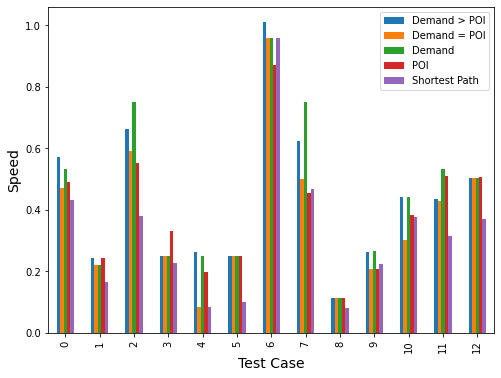 Demand > POI
Demand = POI
Demand
POI
Shortest Path
1.0
0.8
0.6
0.4
0.2
0.0
Speed
0 1 2 3 4 5 6 7 8 9 10 11 12
Test Case